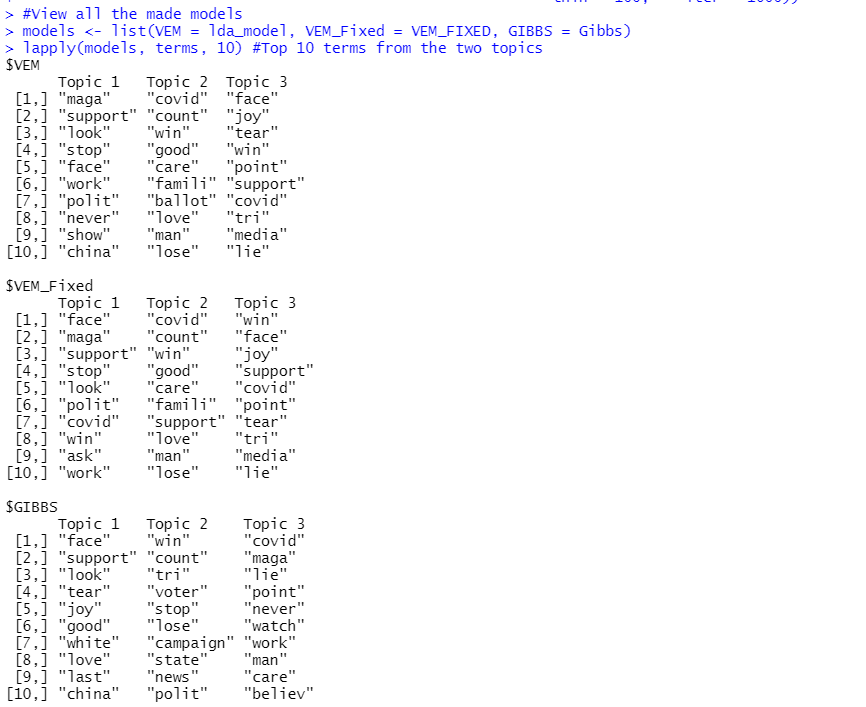 > #View all the made models
> models <- list(VEM = lda_model, VEM_Fixed = VEM_FIXED, GIBBS = Gibbs)
> lapply(models, terms, 10) #Top 10 terms from the two topics
$VEM
      Topic 1   Topic 2  Topic 3
 [1,] "maga"    "covid"  "face"
 [2,] "support" "count"  "joy"
 [3,] "look"    "win"    "tear"
 [4,] "stop"    "good"   "win"
 [5,] "face"    "care"   "point"
 [6,] "work"    "famili" "support"
 [7,] "polit"   "ballot" "covid"
 [8,] "never"   "love"   "tri"
 [9,] "show"    "man"    "media"
[10,] "china"   "lose"   "lie"

$VEM_Fixed
      Topic 1   Topic 2   Topic 3
 [1,] "face"    "covid"   "win"
 [2,] "maga"    "count"   "face"
 [3,] "support" "win"     "joy"
 [4,] "stop"    "good"    "support"
 [5,] "look"    "care"    "covid"
 [6,] "polit"   "famili"  "point"
 [7,] "covid"   "support" "tear"
 [8,] "win"     "love"    "tri"
 [9,] "ask"     "man"     "media"
[10,] "work"    "lose"    "lie"

$GIBBS
      Topic 1   Topic 2    Topic 3
 [1,] "face"    "win"      "covid"
 [2,] "support" "count"    "maga"
 [3,] "look"    "tri"      "lie"
 [4,] "tear"    "voter"    "point"
 [5,] "joy"     "stop"     "never"
 [6,] "good"    "lose"     "watch"
 [7,] "white"   "campaign" "work"
 [8,] "love"    "state"    "man"
 [9,] "last"    "news"     "care"
[10,] "china"   "polit"    "believ"